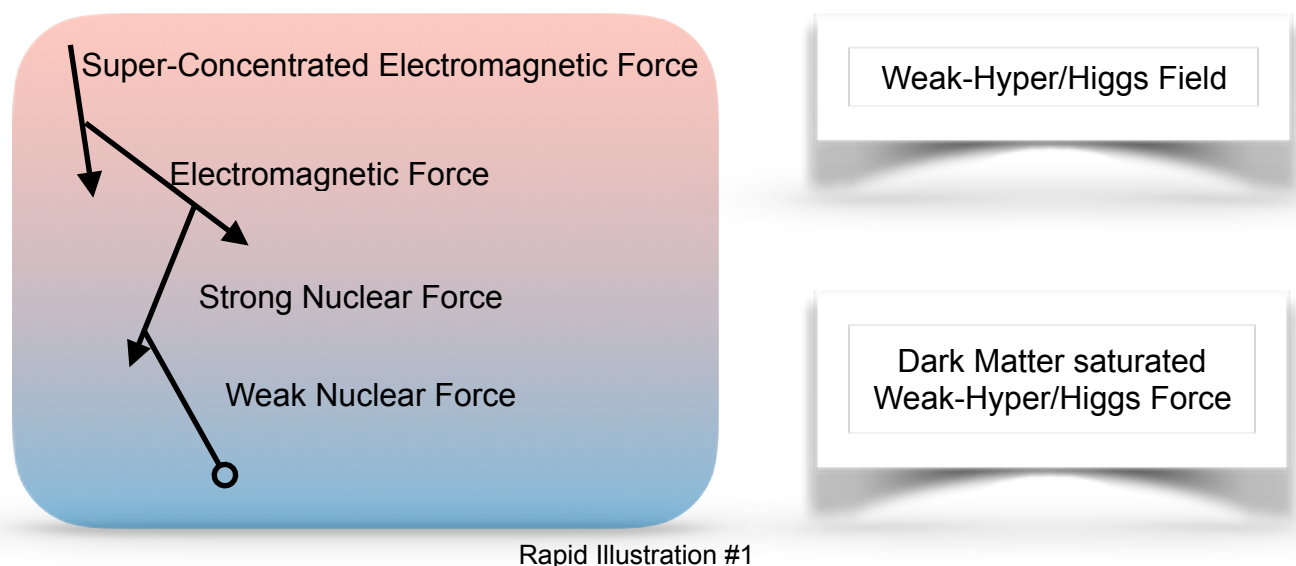 Super-Concentrated Electromagnetic Force
Electromagnetic Force
Strong Nuclear Force
Weak Nuclear Force
Weak-Hyper/Higgs Field
Dark Matter saturated
Weak-Hyper/Higgs Force
Rapid Illustration #1